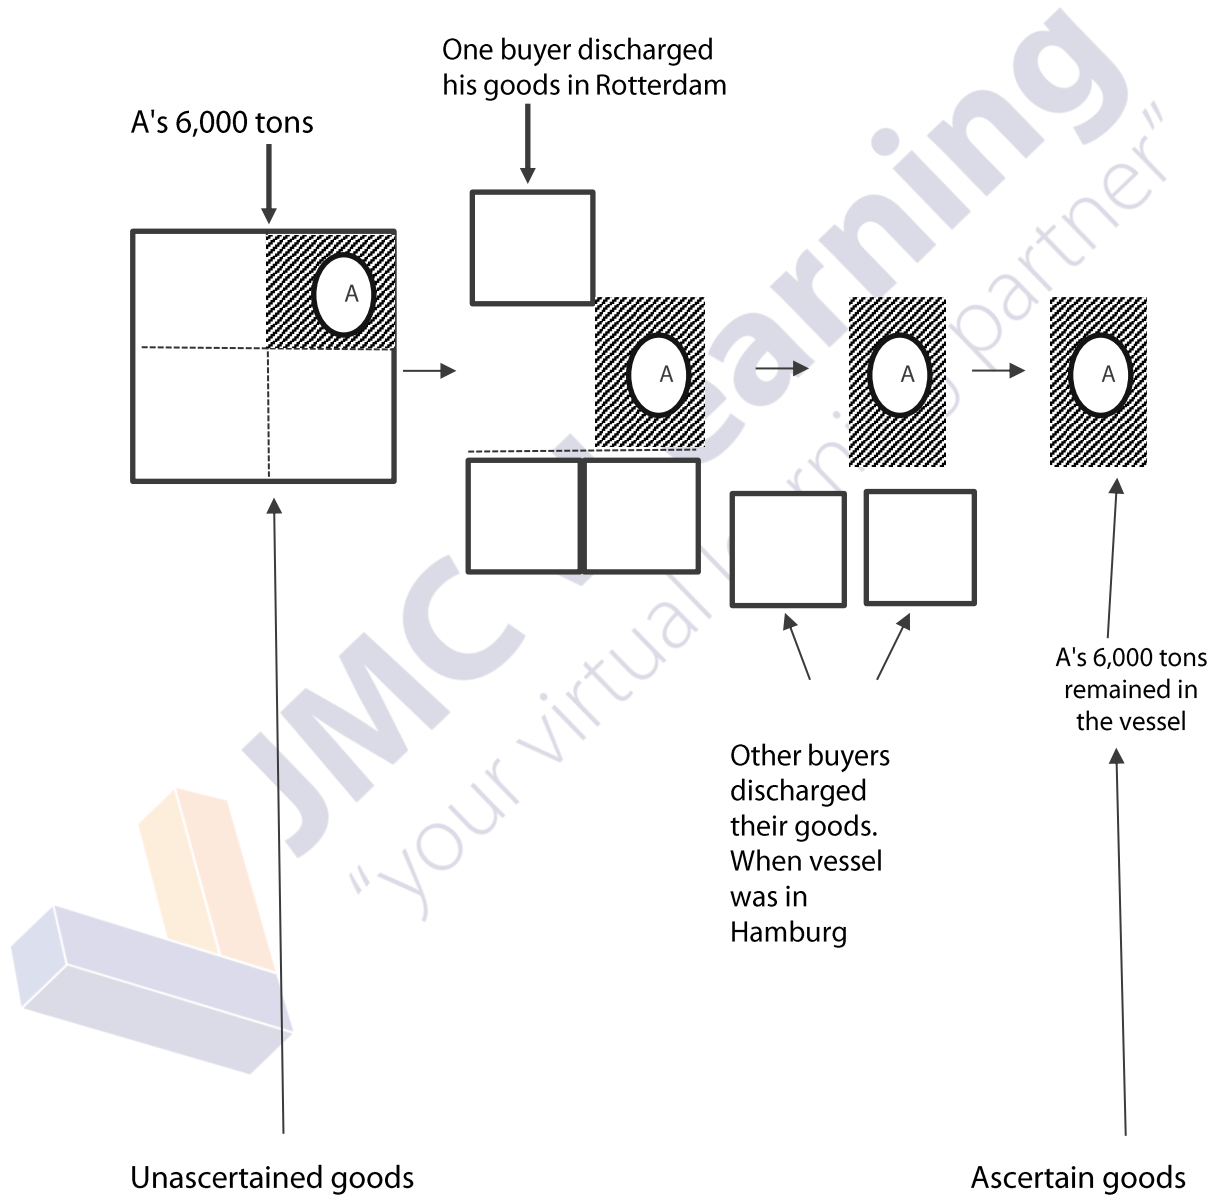 One buyer discharged
his goods in Rotterdam
A's 6,000 tons
A
A
A
A
A's 6,000 tons
remained in
the vessel
Other buyers
discharged
their goods.
When vessel
was in
Hamburg
Unascertained goods
Ascertain goods
JMC Learning
“your virtual learning partner”